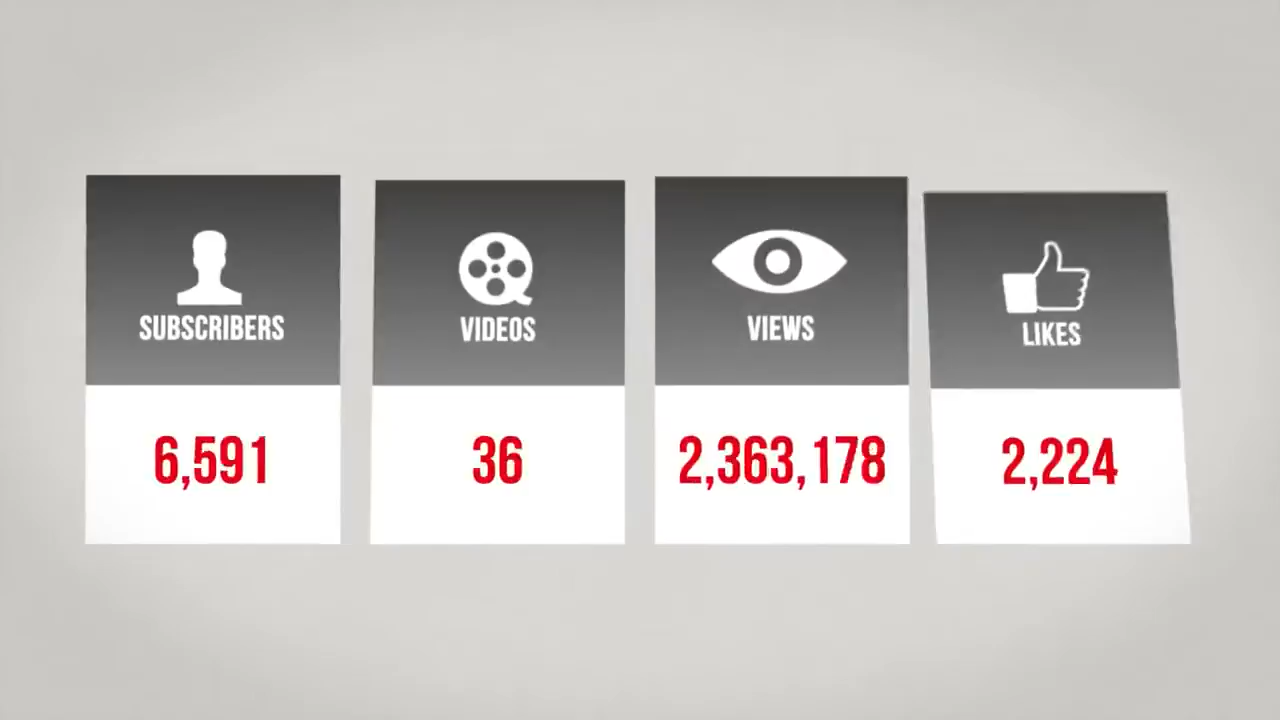 SUBSCRIBERS
6,591
VIDEOS
36
VIEWS
2,363,178
LIKES
2,224